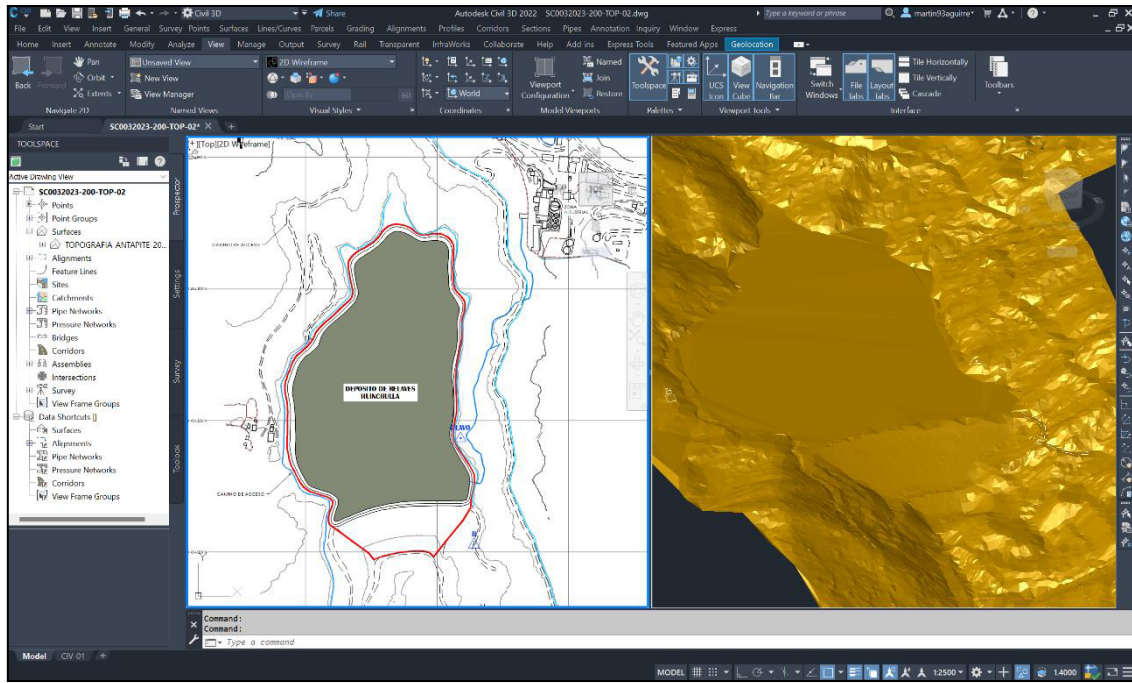 Civil 3D
Share
Autodesk Civil 3D 2022 SC0032023-200-TOP-02.dwg
Type a keyword or phrase
martin93aguirre
File Edit View Insert General Survey Points Surfaces Lines/Curves Parcels Grading Alignments Profiles Corridors Sections Pipes Annotation Inquiry Window Express
Home Insert Annotate Modify Analyze View Manage Output Survey Rail Transparent InfraWorks Collaborate Help Add ins Express Tools Featured Apps Geolocation
Back Forward
Pan
Orbit
Extents
Unsaved View
New View
View Manager
2D Wireframe
Opacity 60
World
Viewport Configuration
Named
Join
Restore
Toolspace
UCS Icon
View Cube
Navigation Bar
Switch Windows
File Tabs
Layout Tabs
Tile Horizontally
Tile Vertically
Cascade
Toolbars
Navigate 2D Named Views Visual Styles Coordinates Model Viewports Palettes Viewport Tools Interface
Start SC0032023-200-TOP-02*
TOOLSPACE
Active Drawing View
SC0032023-200-TOP-02
Points
Point Groups
Surfaces
TOPOGRAFIA ANTAPITE 20...
Alignments
Feature Lines
Sites
Catchments
Pipe Networks
Pressure Networks
Bridges
Corridors
Assemblies
Intersections
Survey
View Frame Groups
Data Shortcuts []
Surfaces
Alignments
Pipe Networks
Pressure Networks
Corridors
View Frame Groups
Prospector
Settings
Survey
Toolbox
[Top][2D Wireframe]
TOP
WCS
ZONA INDUSTRIAL
CAMINO DE ACCESO
DEPOSITO DE RELAVES
HUINCHULLA
CAMINO DE ACCESO
Y
X
Command:
Command:
Type a command
Model CIV 01 +
MODEL 1:2500 1.4000